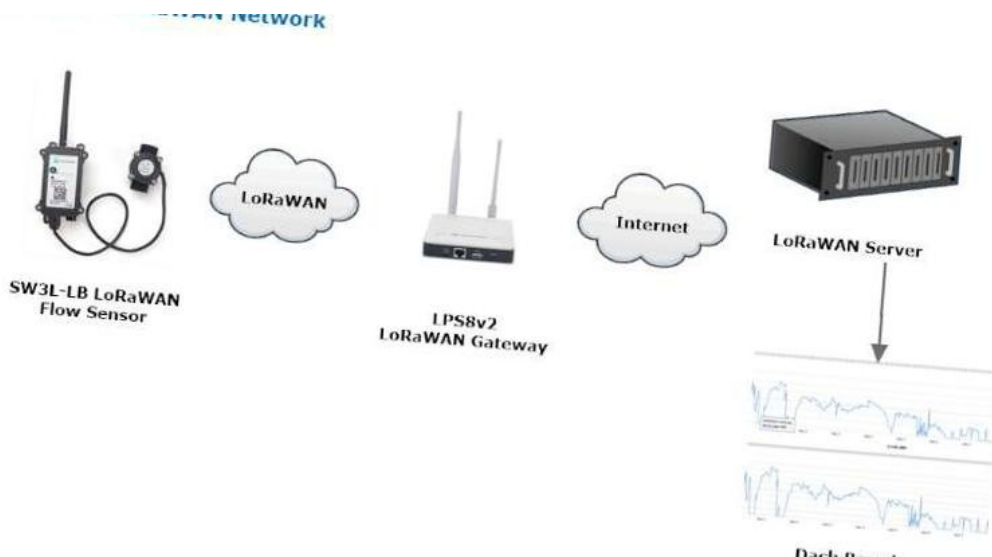 Network
LoRaWAN
Internet
LoRaWAN Server
SW3L-LB LoRaWAN
Flow Sensor
LPS8v2
LoRaWAN Gateway